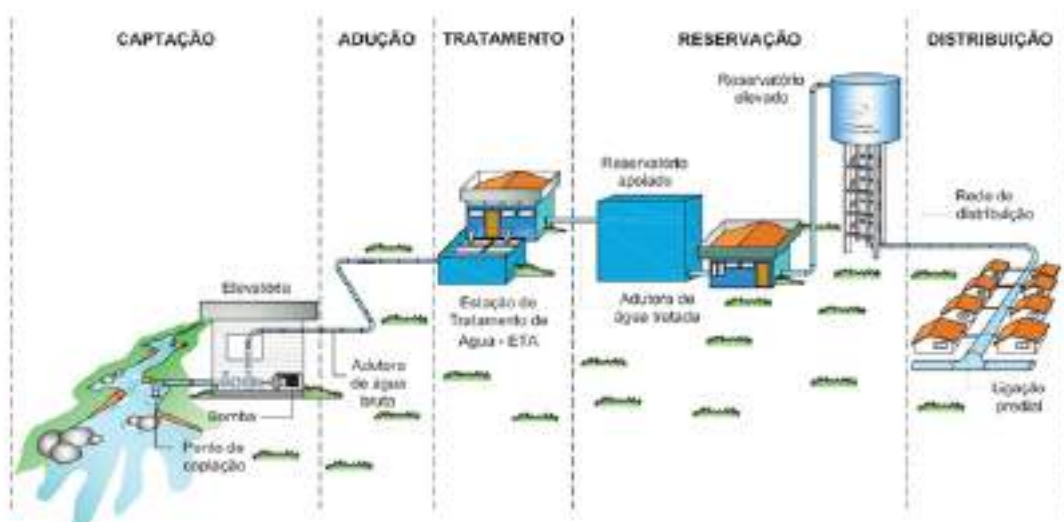 CAPTAÇÃO
ADUÇÃO
TRATAMENTO
RESERVAÇÃO
DISTRIBUIÇÃO
Reservatório
elevado
Reservatório
apoiado
Rede de
distribuição
Elevatória
Estação de
Tratamento de
Água - ETA
Adutora de
água tratada
Adutora
de água
bruta
Ligação
predial
Bomba
Ponto de
captação